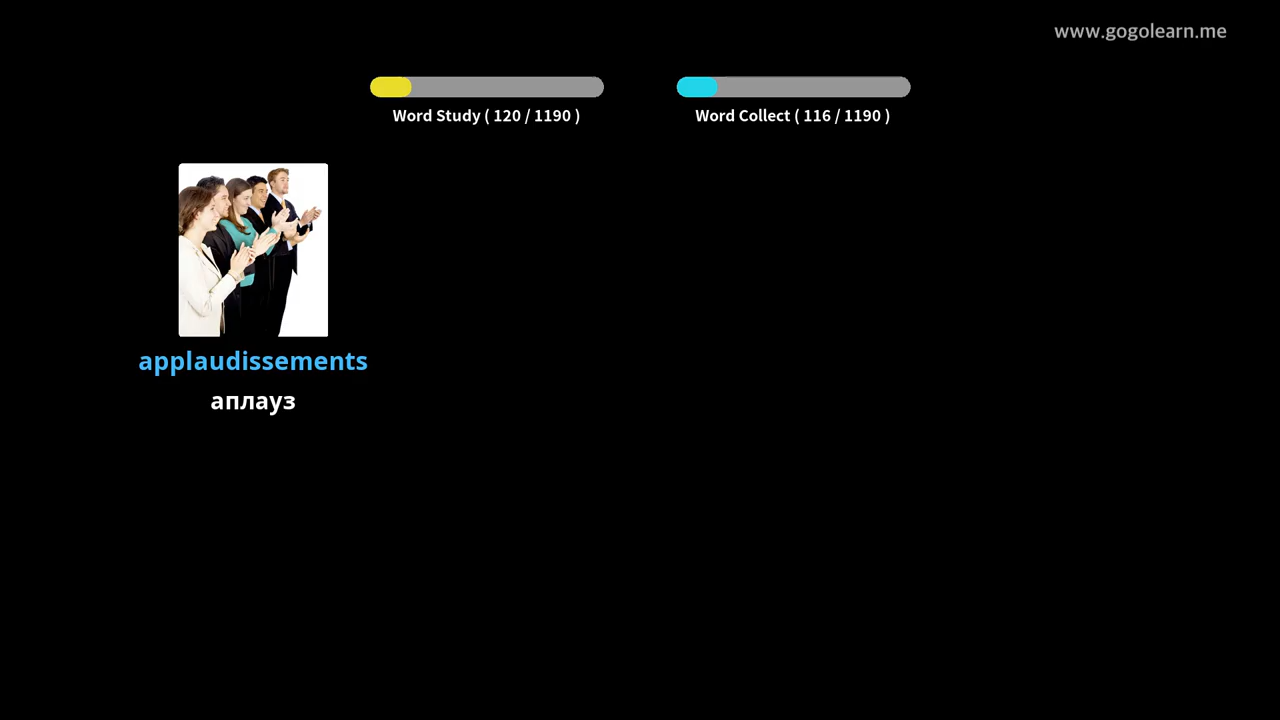 www.gogolearn.me
Word Study ( 120 / 1190 )
Word Collect ( 116 / 1190 )
applaudissements
аплауз